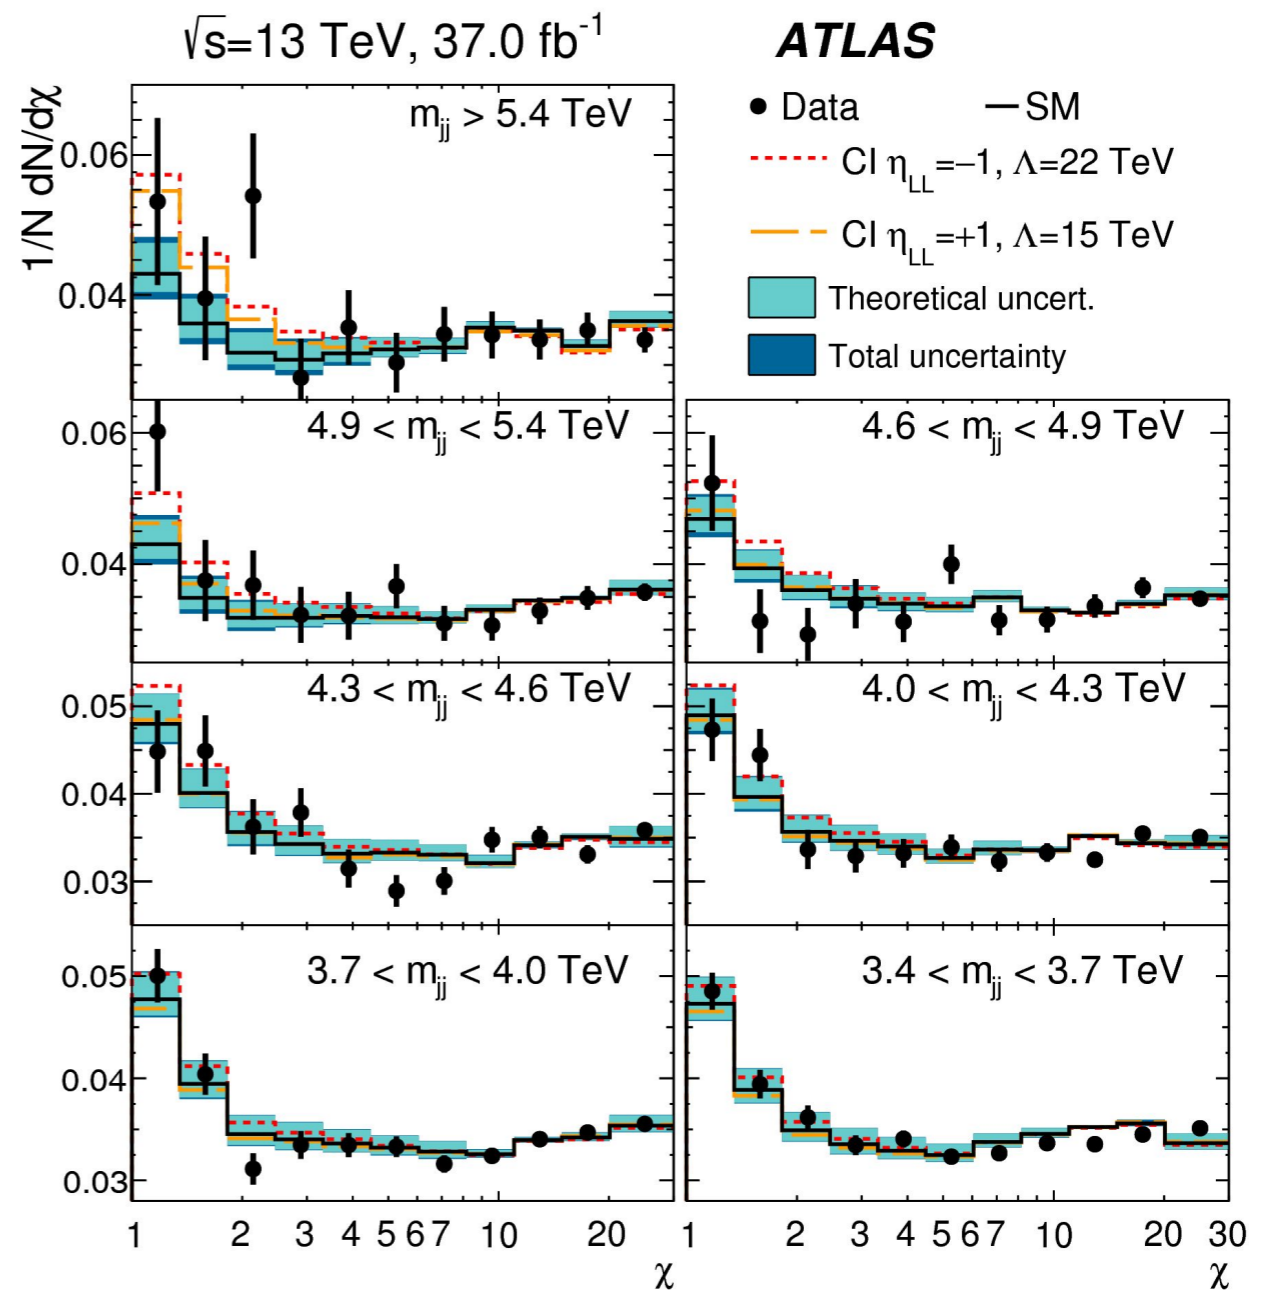 √s=13 TeV, 37.0 fb⁻¹
ATLAS
1/N dN/dχ
Data
SM
CI η_LL=−1, Λ=22 TeV
CI η_LL=+1, Λ=15 TeV
Theoretical uncert.
Total uncertainty
m_jj > 5.4 TeV
0.06
0.04
4.9 < m_jj < 5.4 TeV
0.06
0.04
4.6 < m_jj < 4.9 TeV
4.3 < m_jj < 4.6 TeV
0.05
0.04
0.03
4.0 < m_jj < 4.3 TeV
3.7 < m_jj < 4.0 TeV
0.05
0.04
0.03
3.4 < m_jj < 3.7 TeV
1 2 3 4 5 6 7 10 20
χ
1 2 3 4 5 6 7 10 20 30
χ